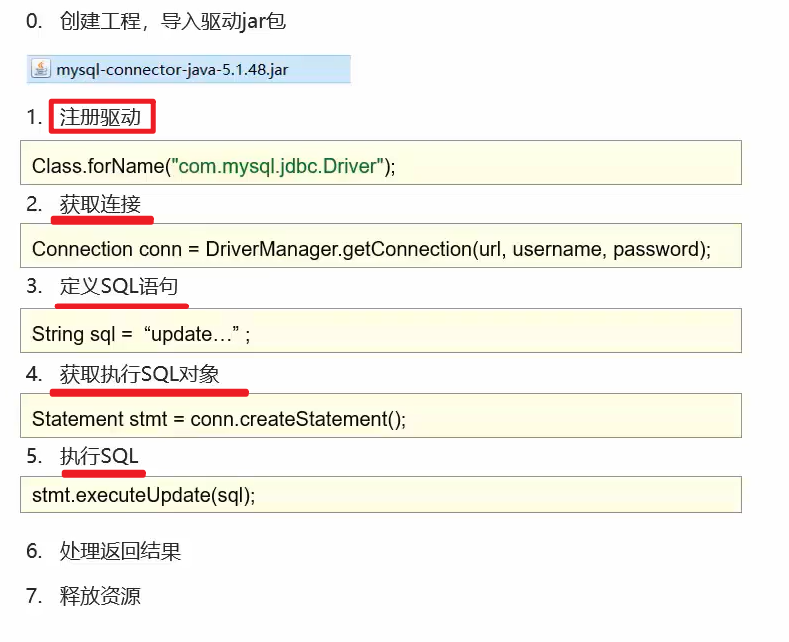 0. 创建工程，导入驱动jar包
mysql-connector-java-5.1.48.jar
1. 注册驱动
Class.forName("com.mysql.jdbc.Driver");
2. 获取连接
Connection conn = DriverManager.getConnection(url, username, password);
3. 定义SQL语句
String sql = “update…” ;
4. 获取执行SQL对象
Statement stmt = conn.createStatement();
5. 执行SQL
stmt.executeUpdate(sql);
6. 处理返回结果
7. 释放资源